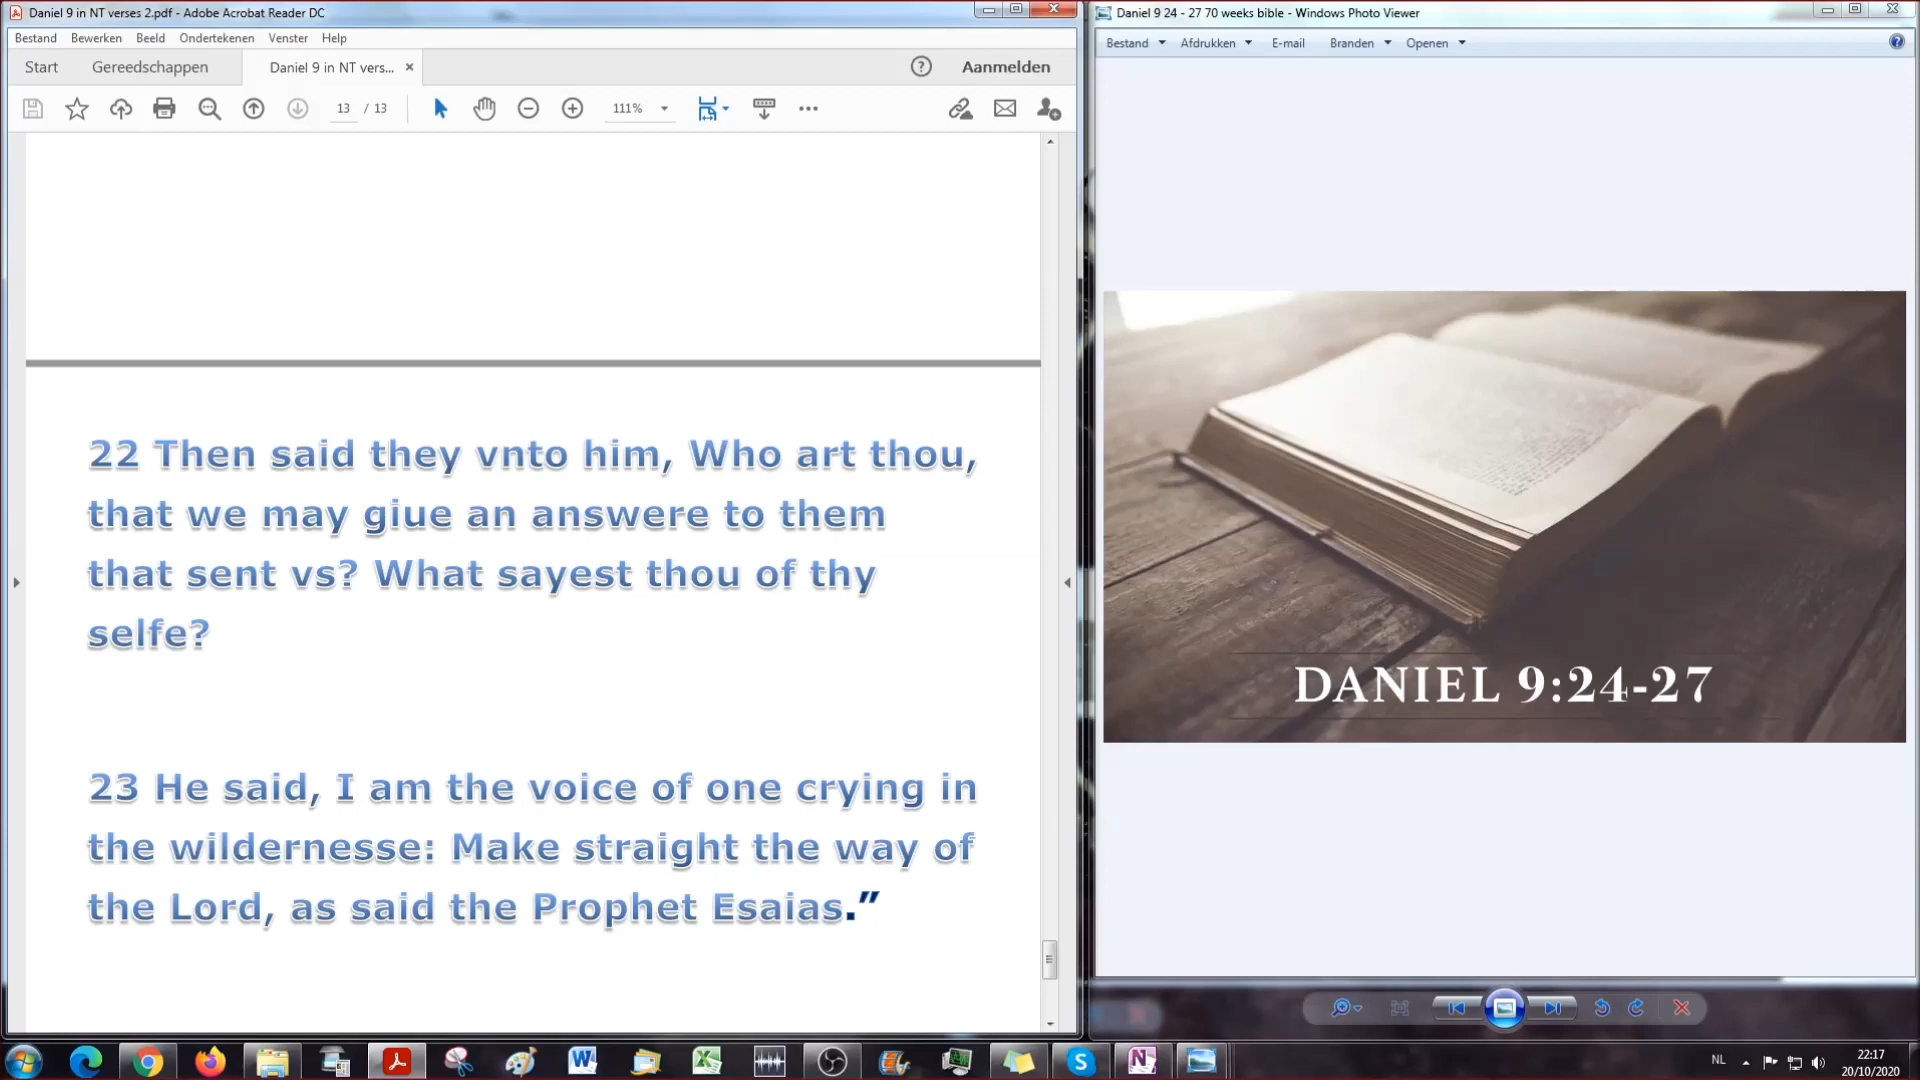 Daniel 9 in NT verses 2.pdf - Adobe Acrobat Reader DC
Bestand Bewerken Beeld Ondertekenen Venster Help
Start Gereedschappen Daniel 9 in NT vers... × Aanmelden
13 / 13 111%
22 Then said they vnto him, Who art thou,
that we may giue an answere to them
that sent vs? What sayest thou of thy
selfe?
23 He said, I am the voice of one crying in
the wildernesse: Make straight the way of
the Lord, as said the Prophet Esaias.”
Daniel 9 24 - 27 70 weeks bible - Windows Photo Viewer
Bestand Afdrukken E-mail Branden Openen
DANIEL 9:24-27
NL
22:17
20/10/2020